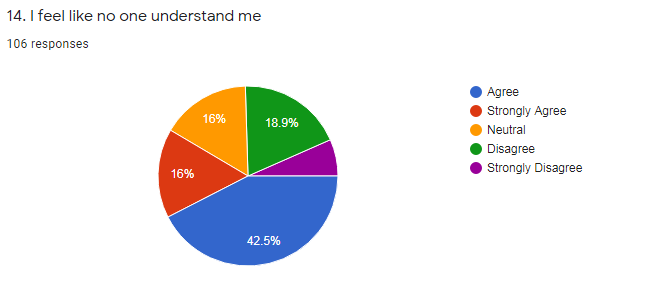 14. I feel like no one understand me
106 responses
16%
18.9%
16%
42.5%
Agree
Strongly Agree
Neutral
Disagree
Strongly Disagree